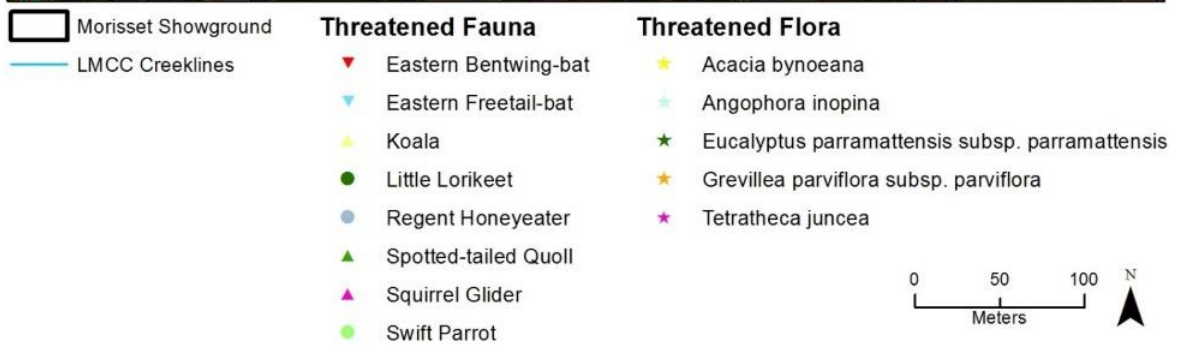 Morisset Showground
LMCC Creeklines
Threatened Fauna
Eastern Bentwing-bat
Eastern Freetail-bat
Koala
Little Lorikeet
Regent Honeyeater
Spotted-tailed Quoll
Squirrel Glider
Swift Parrot
Threatened Flora
Acacia bynoeana
Angophora inopina
Eucalyptus parramattensis subsp. parramattensis
Grevillea parviflora subsp. parviflora
Tetratheca juncea
0 50 100
Meters
N